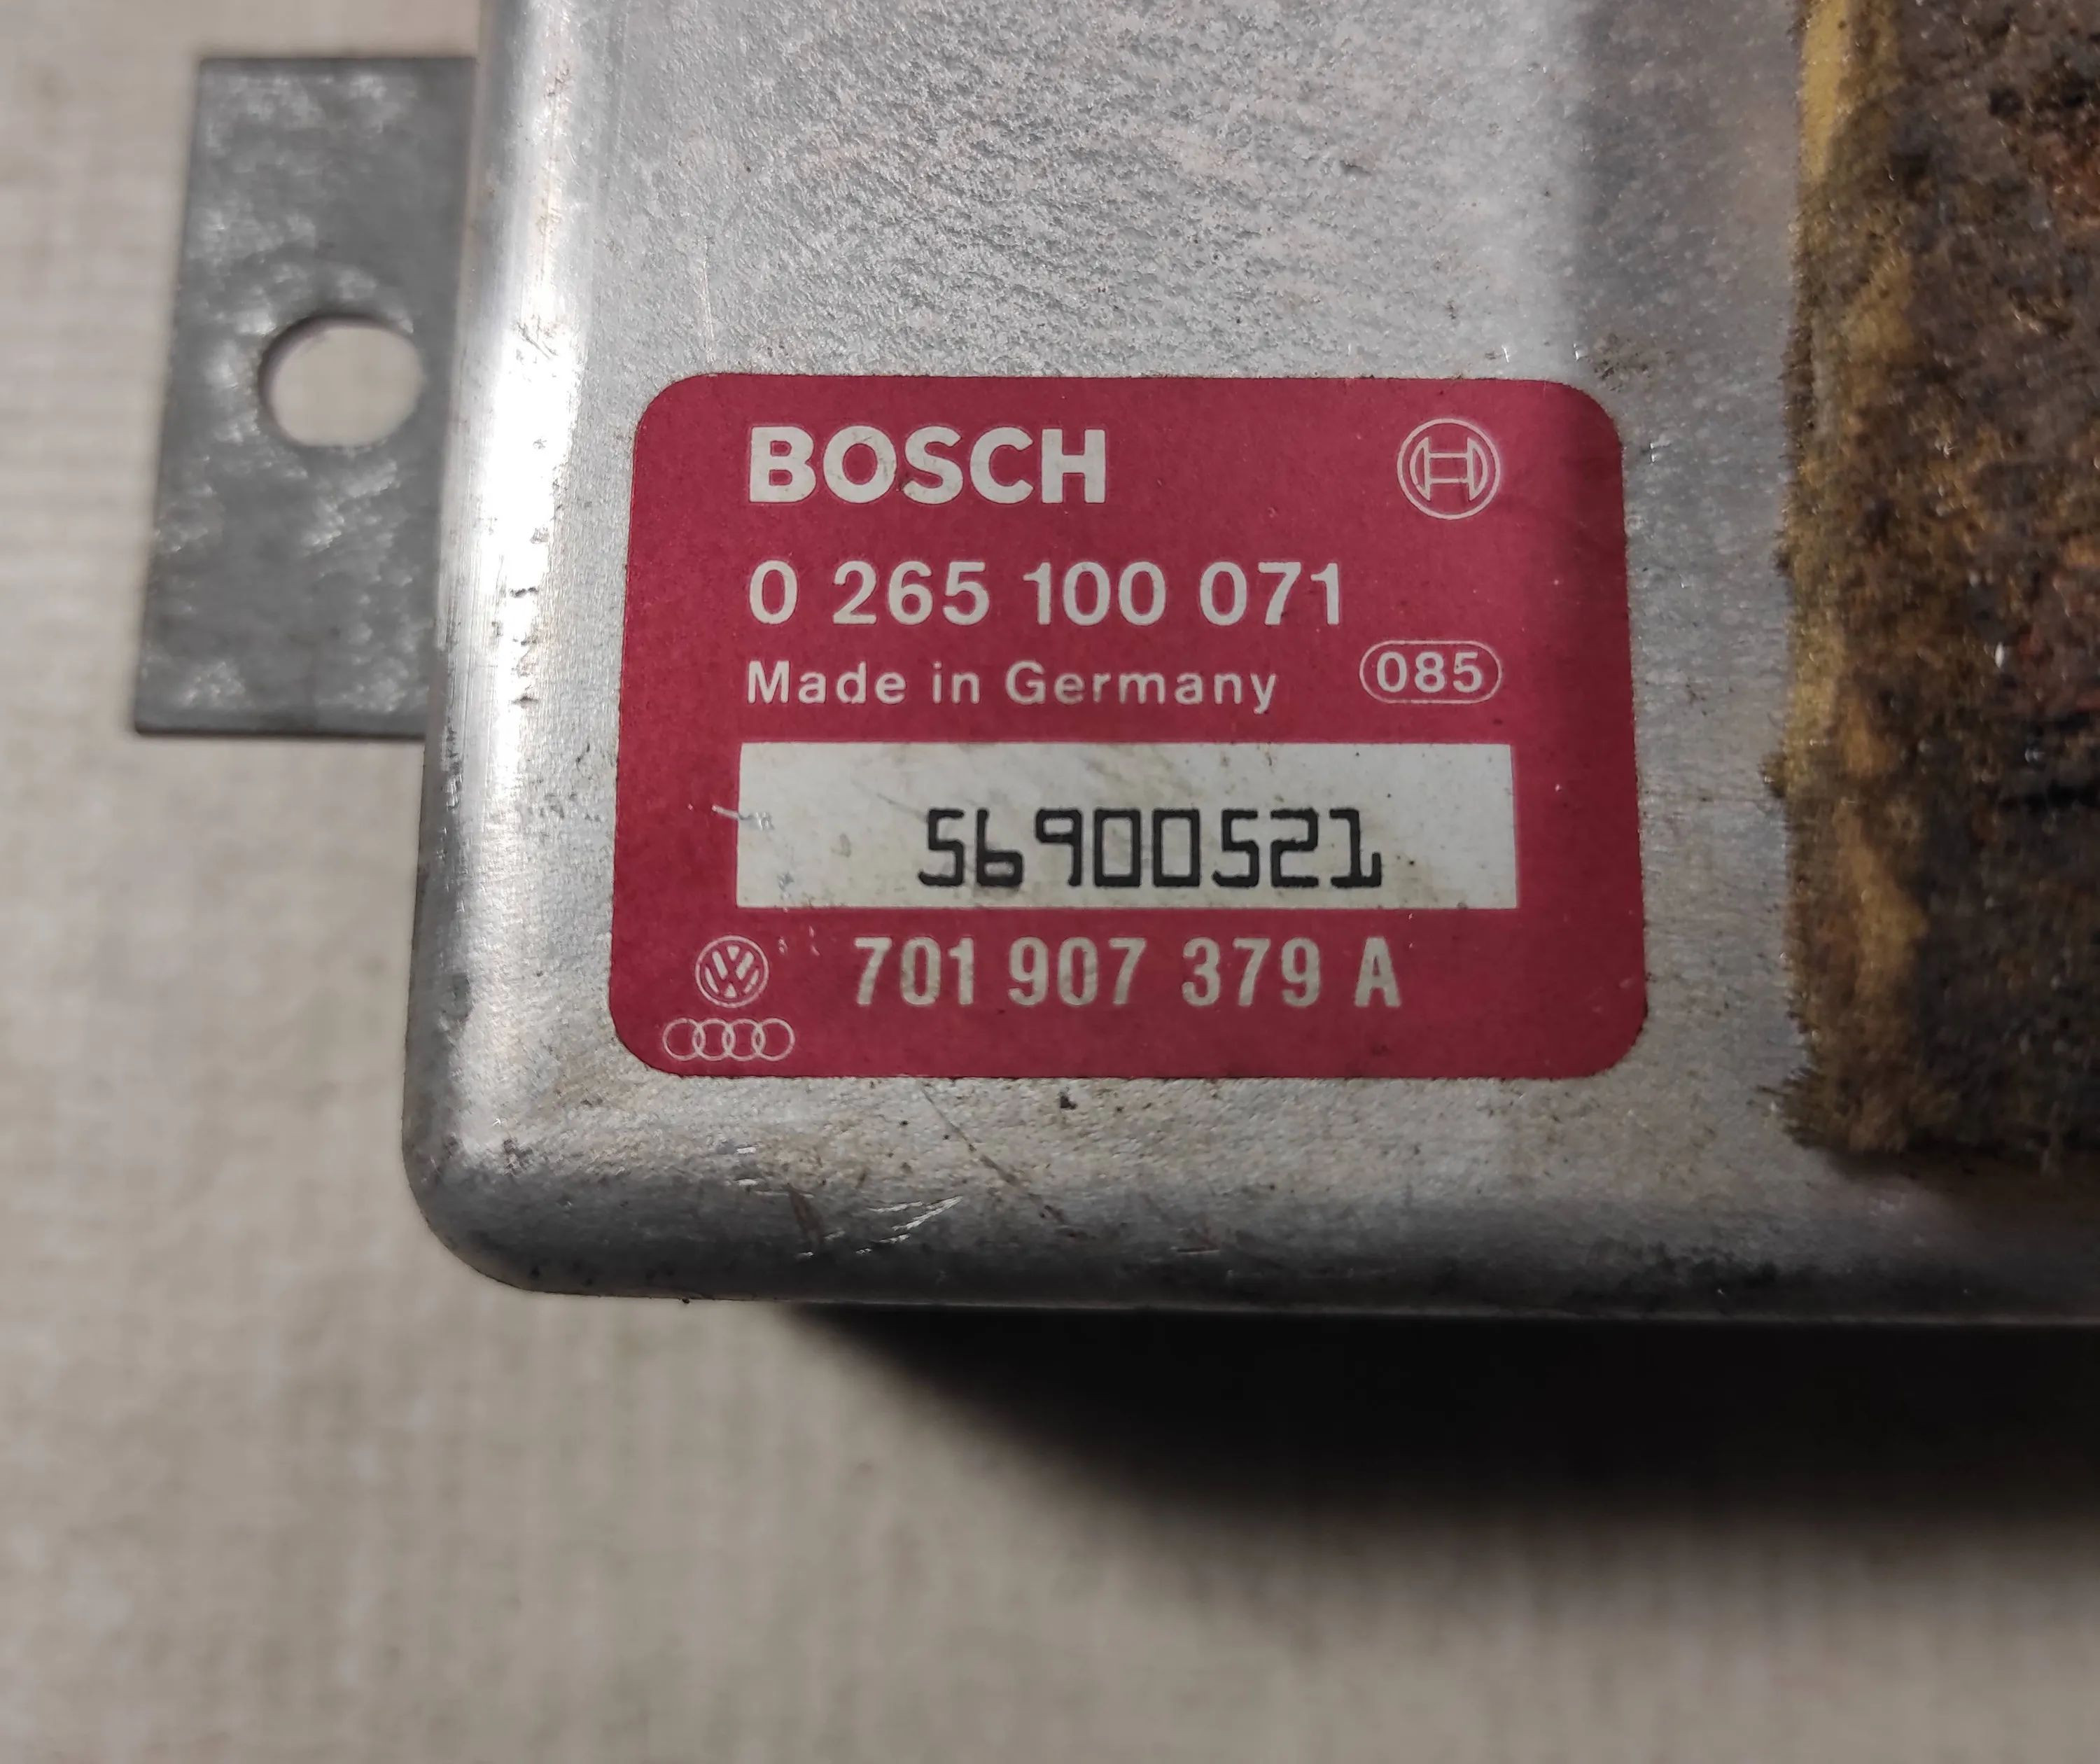 BOSCH
0 265 100 071
Made in Germany 085
56900521
701 907 379 A